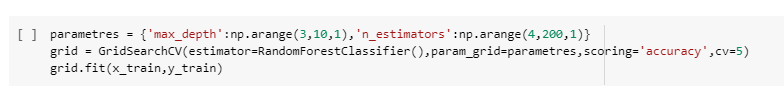 [ ] parametres = {'max_depth':np.arange(3,10,1),'n_estimators':np.arange(4,200,1)}
grid = GridSearchCV(estimator=RandomForestClassifier(),param_grid=parametres,scoring='accuracy',cv=5)
grid.fit(x_train,y_train)